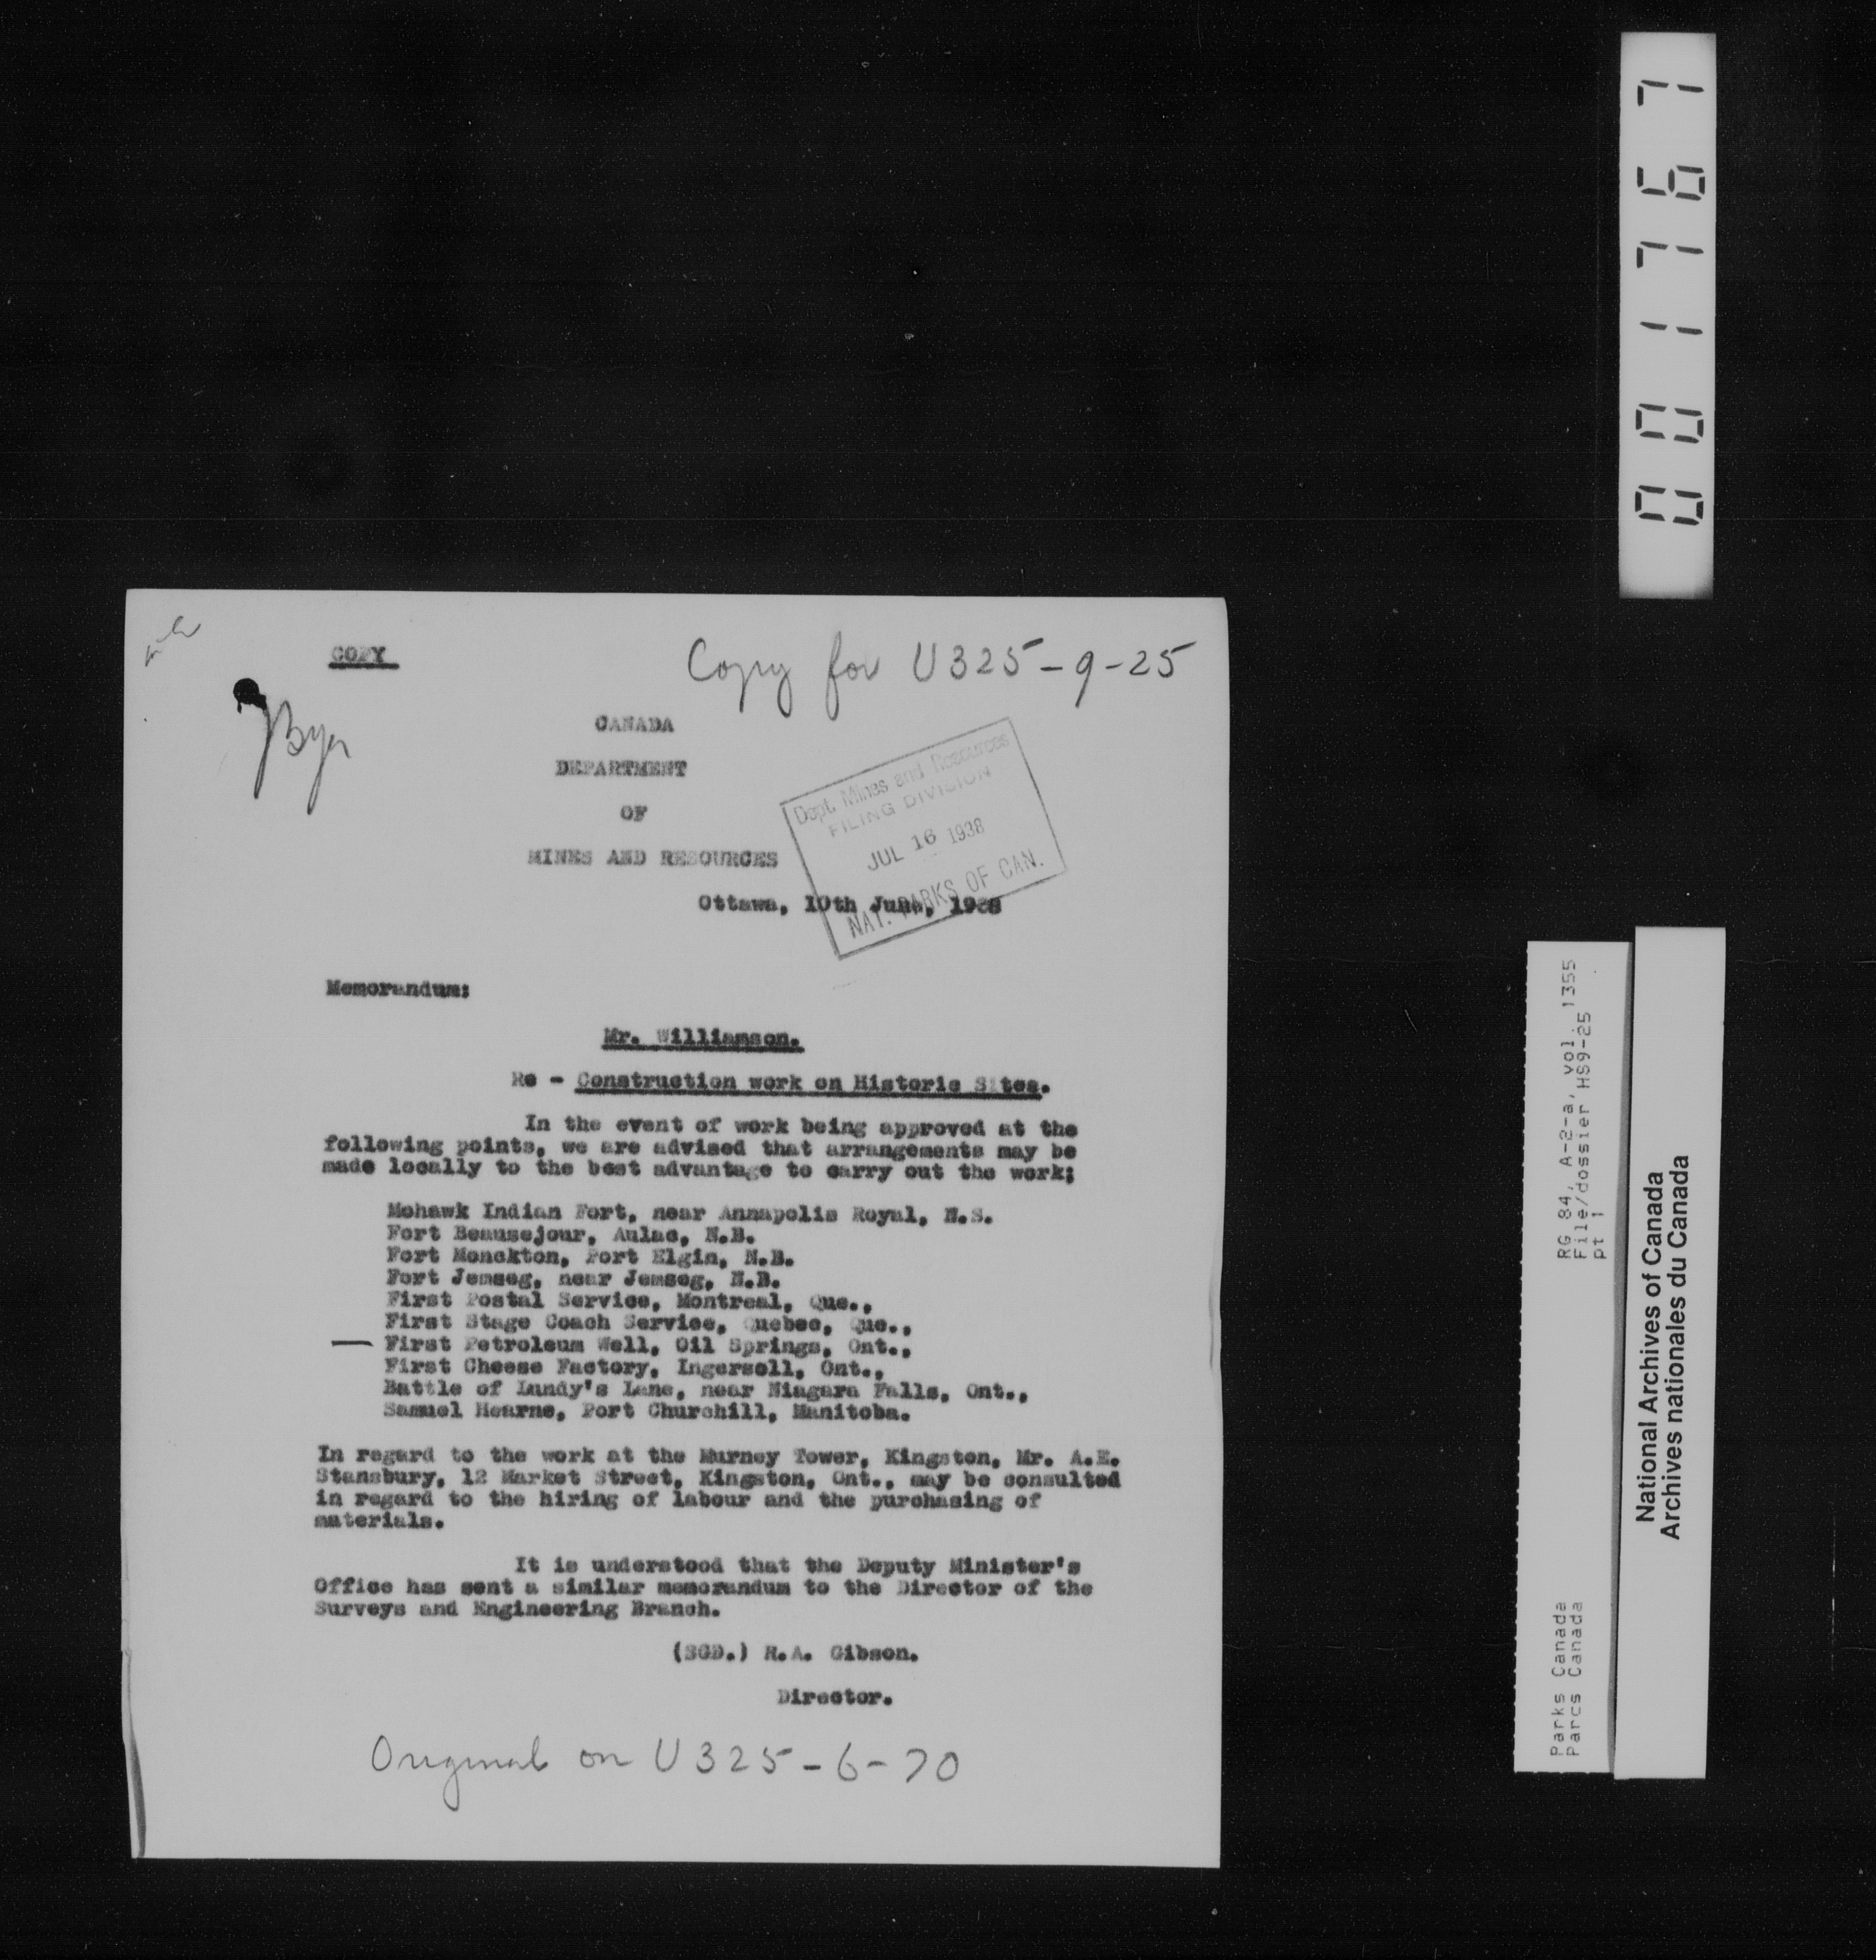 COPY
Copy for U325-9-25
CANADA
DEPARTMENT
OF
MINES AND RESOURCES
Dept. Mines and Resources
FILING DIVISION
JUL 16 1938
NAT. PARKS OF CAN.
Ottawa, 10th June, 1938
Memorandum:
Mr. Williamson.
Re - Construction work on Historic Sites.
In the event of work being approved at the
following points, we are advised that arrangements may be
made locally to the best advantage to carry out the work;
Mohawk Indian Fort, near Annapolis Royal, N.S.
Fort Beausejour, Aulac, N.B.
Fort Monckton, Port Elgin, N.B.
Fort Jemseg, near Jemseg, N.B.
First Postal Service, Montreal, Que.,
First Stage Coach Service, Quebec, Que.,
— First Petroleum Well, Oil Springs, Ont.,
First Cheese Factory, Ingersoll, Ont.,
Battle of Lundy's Lane, near Niagara Falls, Ont.,
Samuel Hearne, Port Churchill, Manitoba.
In regard to the work at the Murney Tower, Kingston, Mr. A.E.
Stansbury, 12 Market Street, Kingston, Ont., may be consulted
in regard to the hiring of labour and the purchasing of
materials.
It is understood that the Deputy Minister's
Office has sent a similar memorandum to the Director of the
Surveys and Engineering Branch.
(SGD.) R.A. Gibson.
Director.
Original on U325-6-70
001767
RG 84, A-2-a, vol. 1355
File/dossier HS9-25
pt 1
Parks Canada
Parcs Canada
National Archives of Canada
Archives nationales du Canada